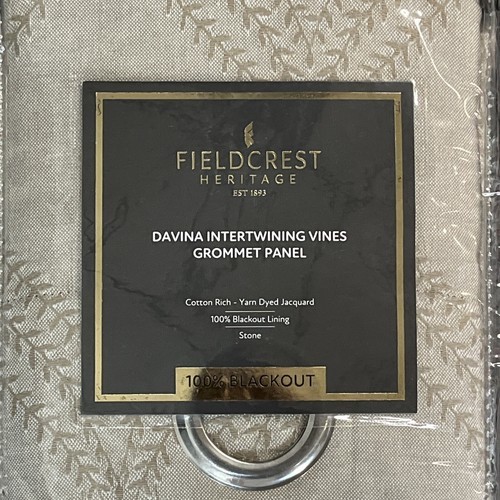 FIELDCREST
HERITAGE
EST 1893
DAVINA INTERTWINING VINES
GROMMET PANEL
Cotton Rich - Yarn Dyed Jacquard
100% Blackout Lining
Stone
100% BLACKOUT